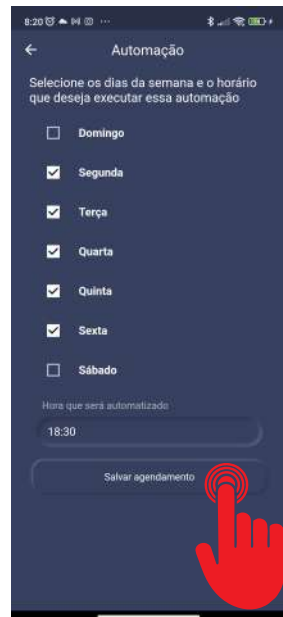 8:20
Automação
Selecione os dias da semana e o horário
que deseja executar essa automação
Domingo
Segunda
Terça
Quarta
Quinta
Sexta
Sábado
Hora que será automatizado
18:30
Salvar agendamento